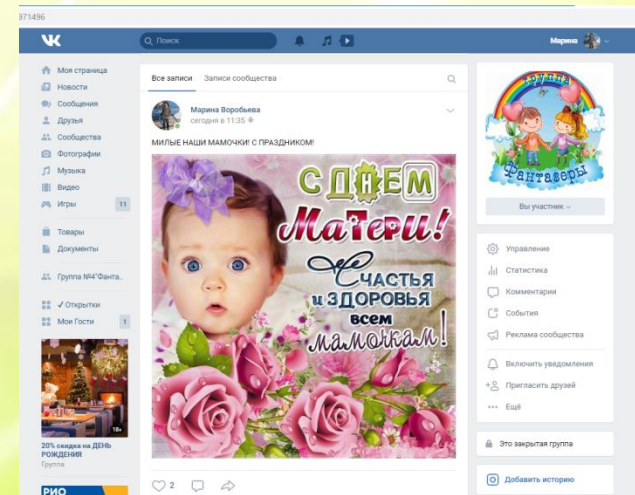 971496
Поиск
Марина
Моя страница
Новости
Сообщения
Друзья
Сообщества
Фотографии
Музыка
Видео
Игры 11
Товары
Документы
Группа №4"Фанта..
✓ Открытки
Мои Гости 1
18+
20% скидка на ДЕНЬ
РОЖДЕНИЯ
Группа
РИО
Все записи Записи сообщества
Марина Воробьева
сегодня в 11:35
МИЛЫЕ НАШИ МАМОЧКИ! С ПРАЗДНИКОМ!
С ДНЕМ
Матери!
Счастья
и здоровья
всем
мамочкам!
2
группа
Фантазеры
Вы участник
Управление
Статистика
Комментарии
События
Реклама сообщества
Включить уведомления
Пригласить друзей
Ещё
Это закрытая группа
Добавить историю